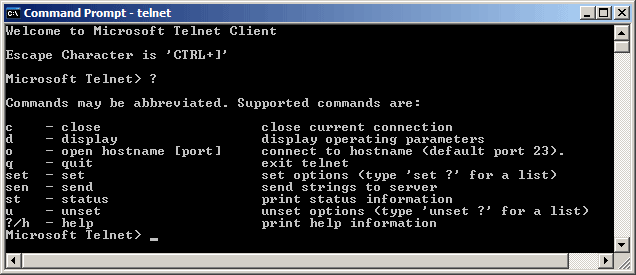 C:\ Command Prompt - telnet
Welcome to Microsoft Telnet Client
Escape Character is 'CTRL+]'
Microsoft Telnet> ?
Commands may be abbreviated. Supported commands are:
c    - close                    close current connection
d    - display                  display operating parameters
o    - open hostname [port]     connect to hostname (default port 23).
q    - quit                     exit telnet
set  - set                      set options (type 'set ?' for a list)
sen  - send                     send strings to server
st   - status                   print status information
u    - unset                    unset options (type 'unset ?' for a list)
?/h  - help                     print help information
Microsoft Telnet> _